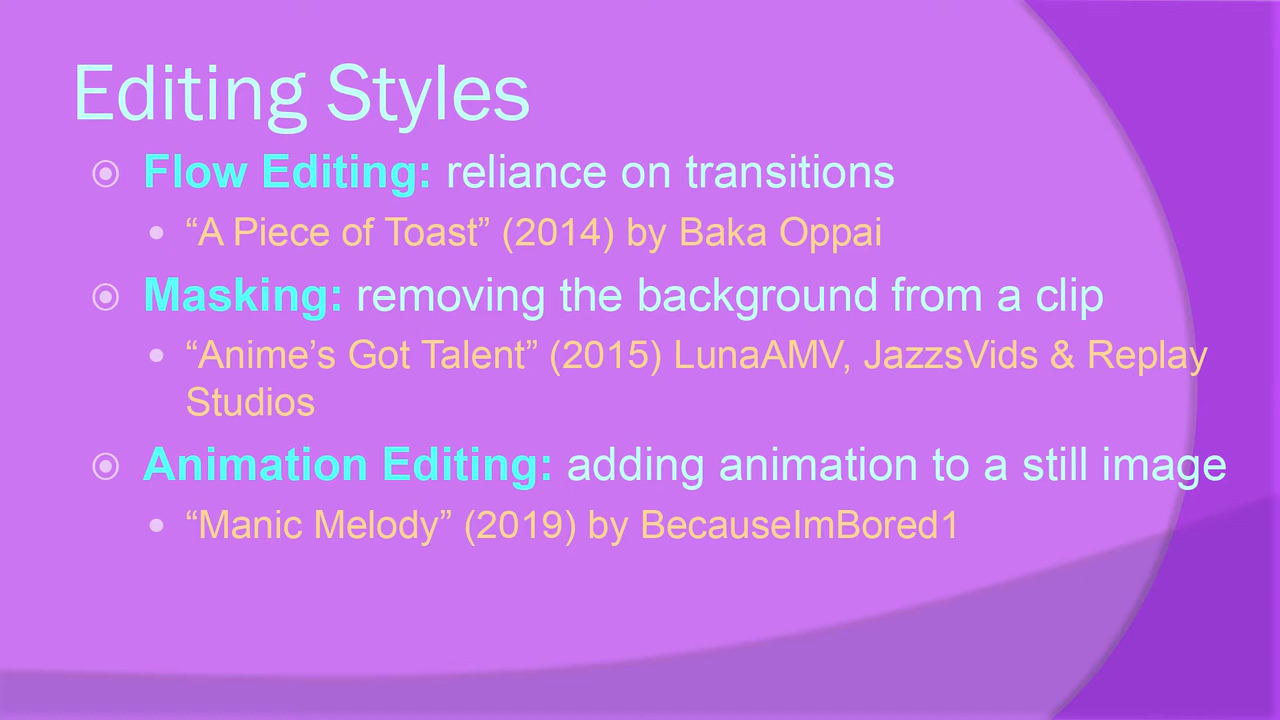 Editing Styles
Flow Editing: reliance on transitions
“A Piece of Toast” (2014) by Baka Oppai
Masking: removing the background from a clip
“Anime’s Got Talent” (2015) LunaAMV, JazzsVids & Replay
Studios
Animation Editing: adding animation to a still image
“Manic Melody” (2019) by BecauseImBored1